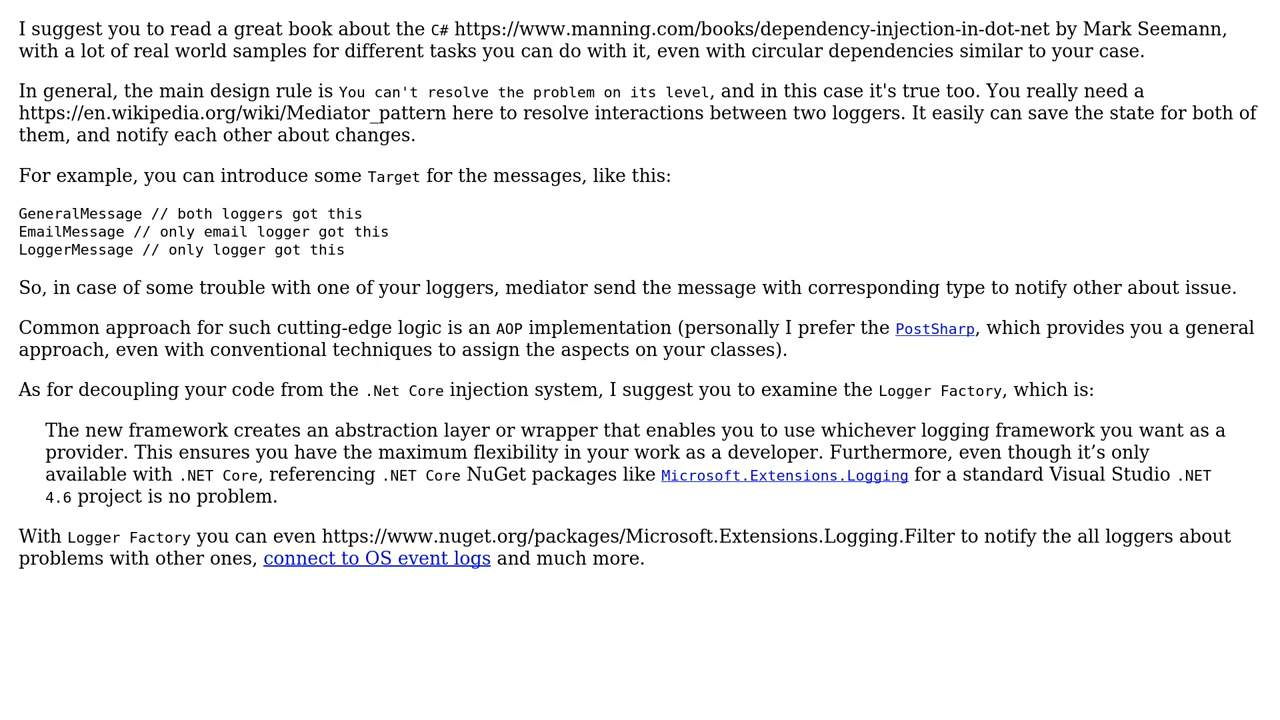 I suggest you to read a great book about the C# https://www.manning.com/books/dependency-injection-in-dot-net by Mark Seemann,
with a lot of real world samples for different tasks you can do with it, even with circular dependencies similar to your case.
In general, the main design rule is You can't resolve the problem on its level, and in this case it's true too. You really need a
https://en.wikipedia.org/wiki/Mediator_pattern here to resolve interactions between two loggers. It easily can save the state for both of
them, and notify each other about changes.
For example, you can introduce some Target for the messages, like this:
GeneralMessage // both loggers got this
EmailMessage // only email logger got this
LoggerMessage // only logger got this
So, in case of some trouble with one of your loggers, mediator send the message with corresponding type to notify other about issue.
Common approach for such cutting-edge logic is an AOP implementation (personally I prefer the PostSharp, which provides you a general
approach, even with conventional techniques to assign the aspects on your classes).
As for decoupling your code from the .Net Core injection system, I suggest you to examine the Logger Factory, which is:
The new framework creates an abstraction layer or wrapper that enables you to use whichever logging framework you want as a
provider. This ensures you have the maximum flexibility in your work as a developer. Furthermore, even though it’s only
available with .NET Core, referencing .NET Core NuGet packages like Microsoft.Extensions.Logging for a standard Visual Studio .NET
4.6 project is no problem.
With Logger Factory you can even https://www.nuget.org/packages/Microsoft.Extensions.Logging.Filter to notify the all loggers about
problems with other ones, connect to OS event logs and much more.